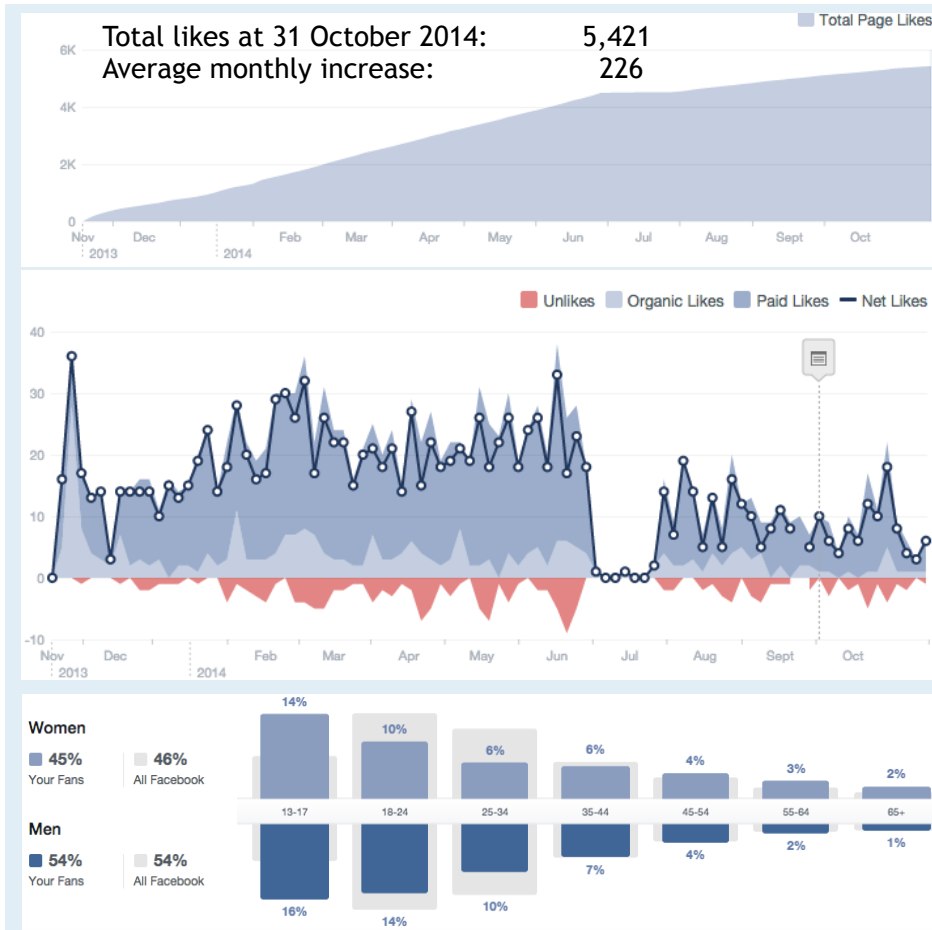 Total likes at 31 October 2014: 5,421
Total Page Likes
Average monthly increase: 226
6K
4K
2K
0
Nov Dec Feb Mar Apr May Jun Jul Aug Sept Oct
2013 2014
Unlikes Organic Likes Paid Likes Net Likes
40
30
20
10
0
-10
Nov Dec Feb Mar Apr May Jun Jul Aug Sept Oct
2013 2014
Women
45% 46%
Your Fans All Facebook
14% 10% 6% 6% 4% 3% 2%
13-17 18-24 25-34 35-44 45-54 55-64 65+
Men
54% 54%
Your Fans All Facebook
16% 14% 10% 7% 4% 2% 1%